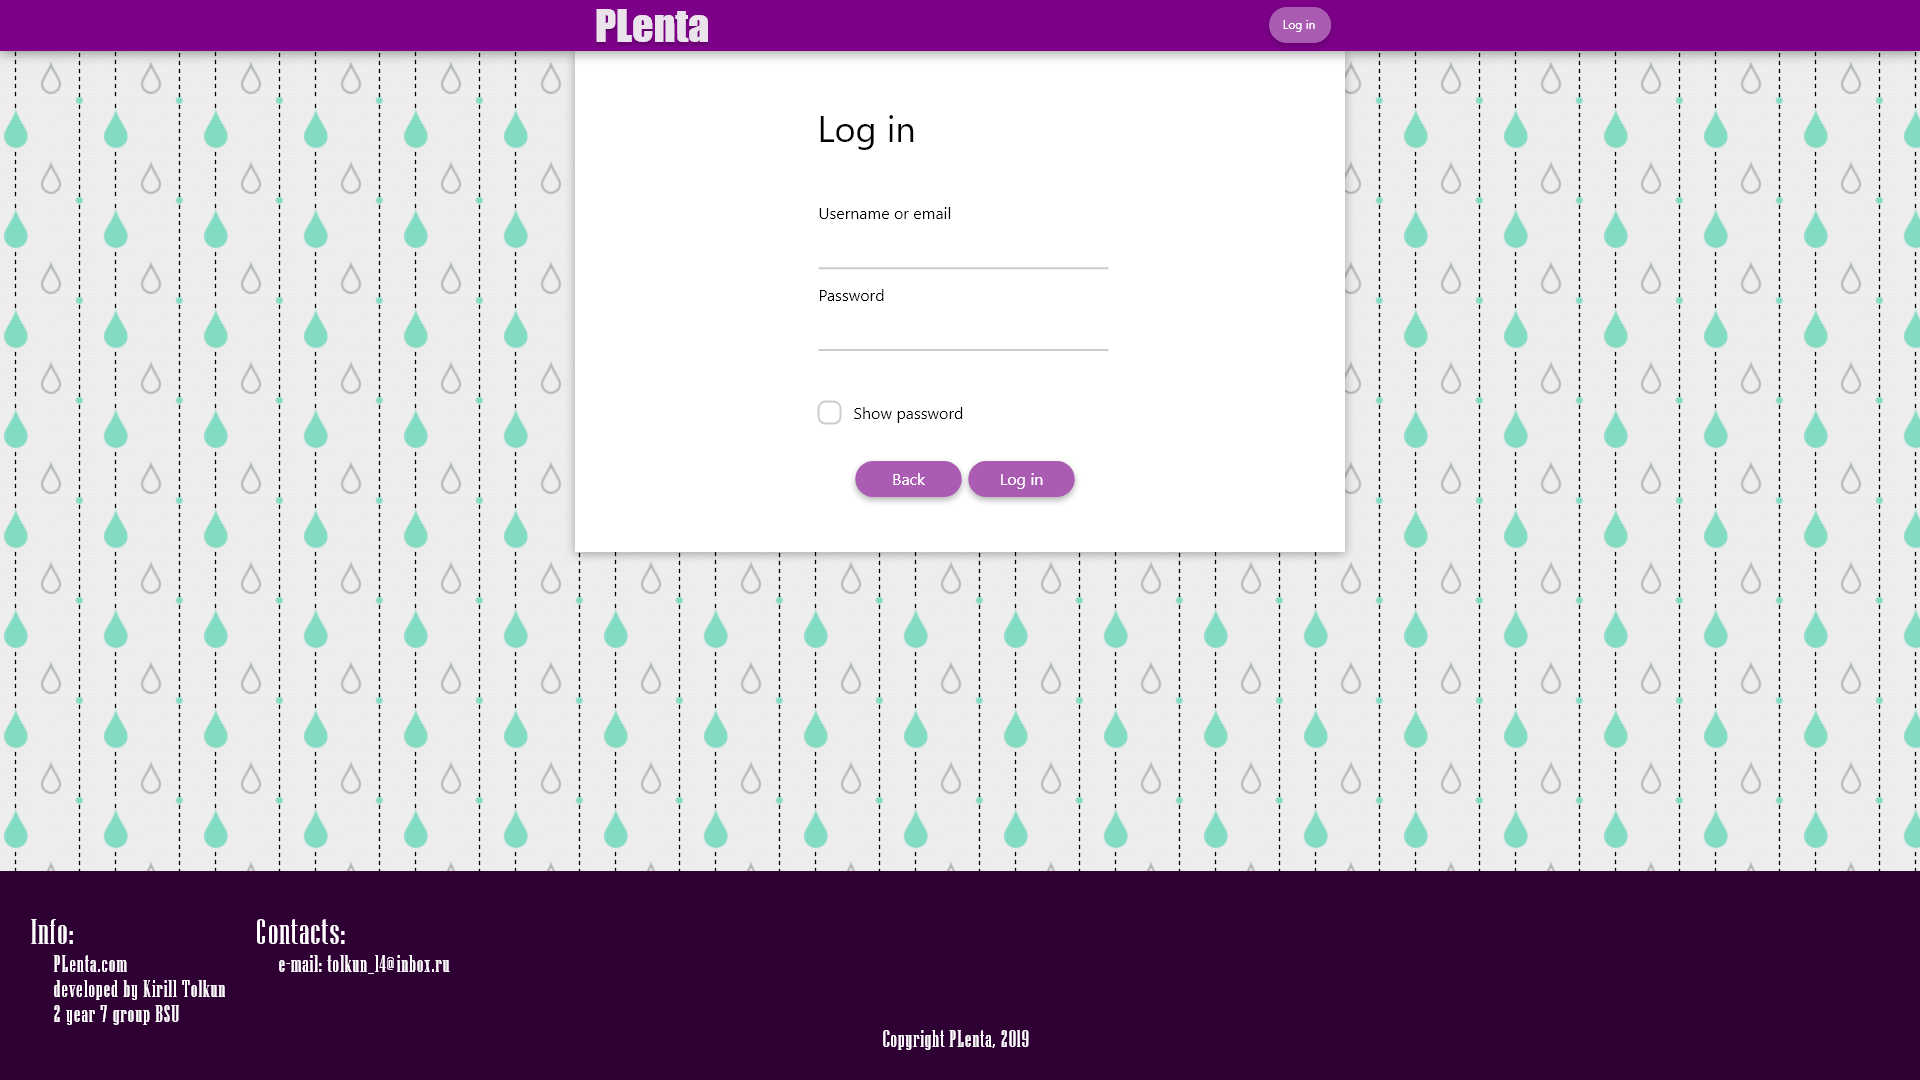 PLenta
Log in
Log in
Username or email
Password
Show password
Back
Log in
Info:
PLenta.com
developed by Kirill Tolkun
2 year 7 group BSU
Contacts:
e-mail: tolkun_14@inbox.ru
Copyright PLenta, 2019